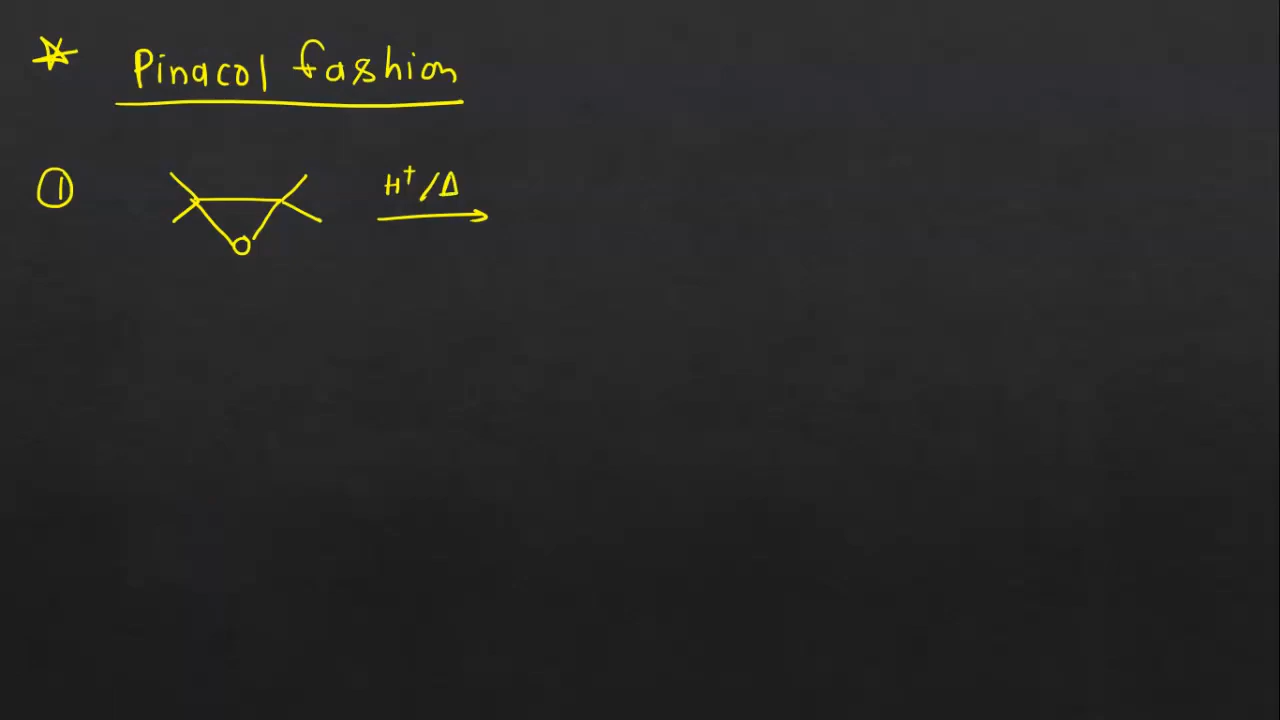 * Pinacol fashion
① H⁺/Δ
O